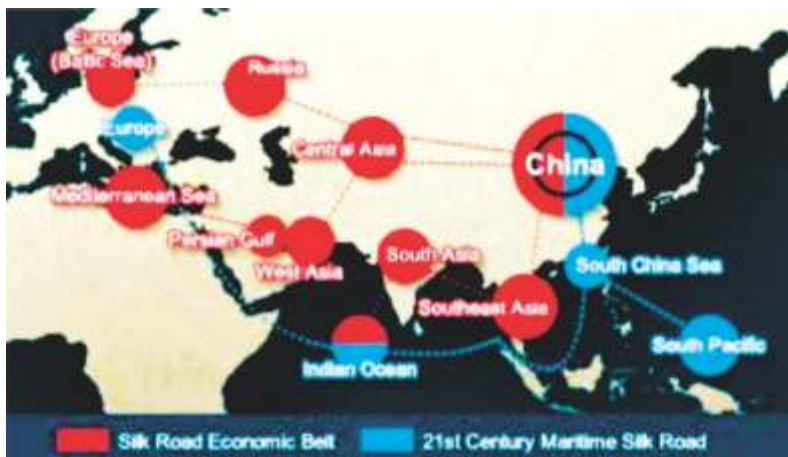 Europe
(Baltic Sea)
Russia
Europe
Central Asia
China
Mediterranean Sea
Persian Gulf
West Asia
South Asia
South China Sea
Southeast Asia
South Pacific
Indian Ocean
Silk Road Economic Belt
21st Century Maritime Silk Road